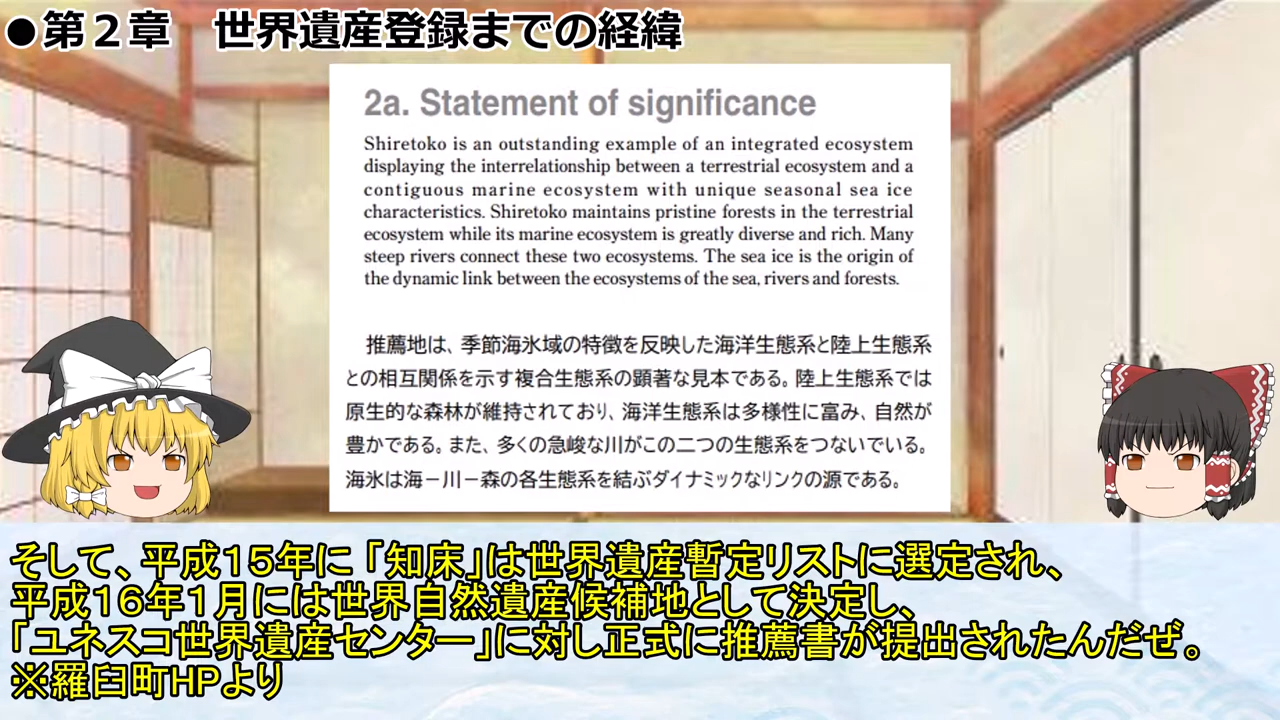 ●第２章　世界遺産登録までの経緯
2a. Statement of significance
Shiretoko is an outstanding example of an integrated ecosystem
displaying the interrelationship between a terrestrial ecosystem and a
contiguous marine ecosystem with unique seasonal sea ice
characteristics. Shiretoko maintains pristine forests in the terrestrial
ecosystem while its marine ecosystem is greatly diverse and rich. Many
steep rivers connect these two ecosystems. The sea ice is the origin of
the dynamic link between the ecosystems of the sea, rivers and forests.
推薦地は、季節海氷域の特徴を反映した海洋生態系と陸上生態系
との相互関係を示す複合生態系の顕著な見本である。陸上生態系では
原生的な森林が維持されており、海洋生態系は多様性に富み、自然が
豊かである。また、多くの急峻な川がこの二つの生態系をつないでいる。
海氷は海－川－森の各生態系を結ぶダイナミックなリンクの源である。
そして、平成１５年に「知床」は世界遺産暫定リストに選定され、
平成１６年１月には世界自然遺産候補地として決定し、
「ユネスコ世界遺産センター」に対し正式に推薦書が提出されたんだぜ。
※羅臼町HPより